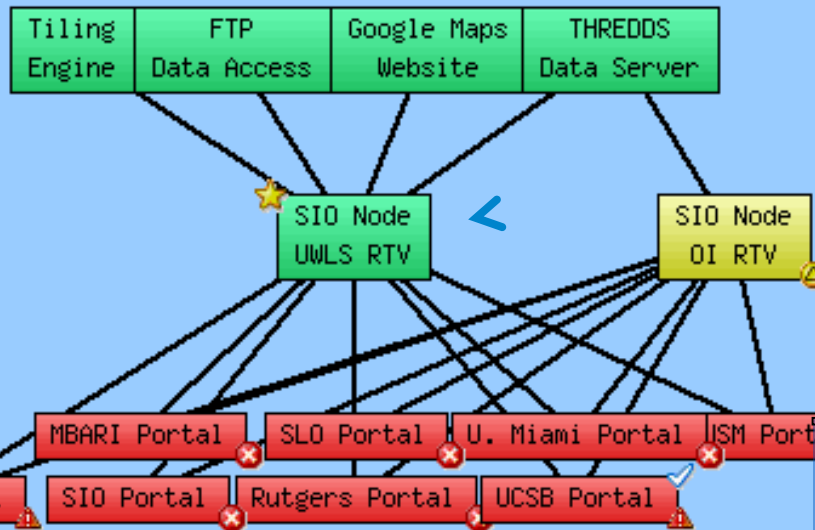 Tiling
Engine
FTP
Data Access
Google Maps
Website
THREDDS
Data Server
SIO Node
UWLS RTV
SIO Node
OI RTV
MBARI Portal
SLO Portal
U. Miami Portal
SIO Portal
Rutgers Portal
UCSB Portal